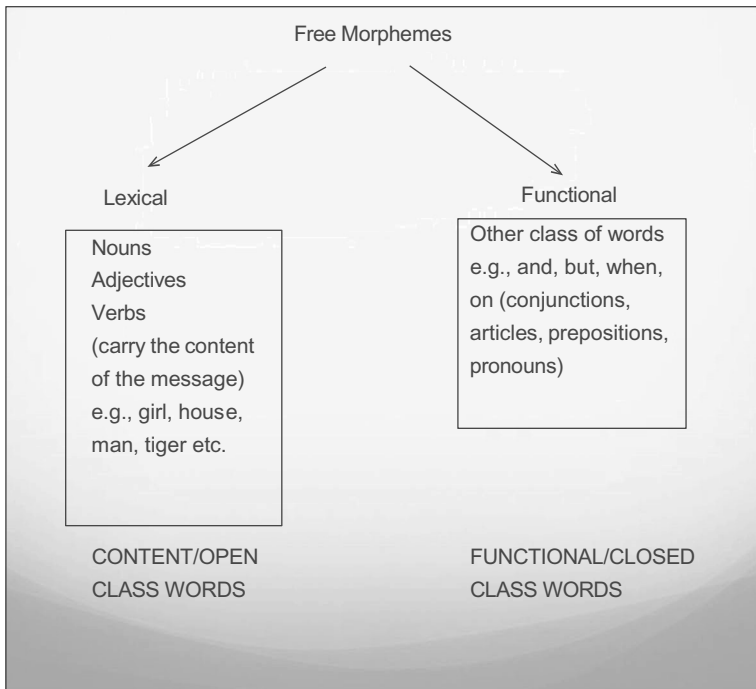 Free Morphemes
Lexical
Nouns
Adjectives
Verbs
(carry the content
of the message)
e.g., girl, house,
man, tiger etc.
CONTENT/OPEN
CLASS WORDS
Functional
Other class of words
e.g., and, but, when,
on (conjunctions,
articles, prepositions,
pronouns)
FUNCTIONAL/CLOSED
CLASS WORDS